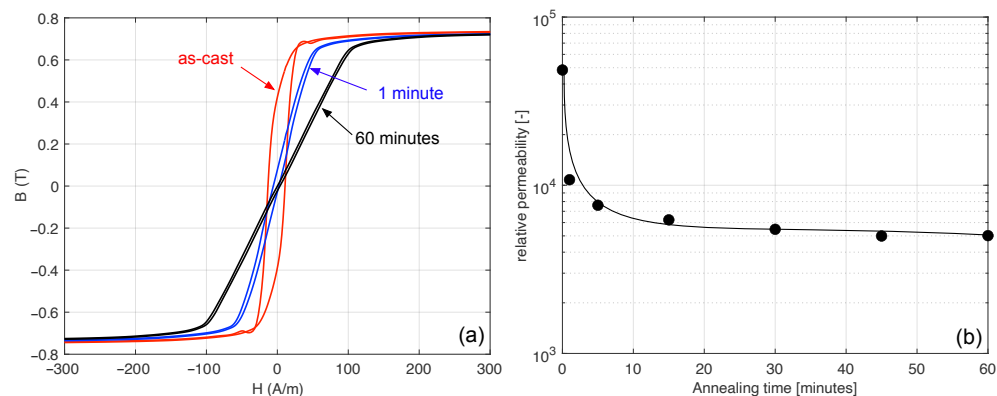 0.8
0.6
0.4
0.2
0
−0.2
−0.4
−0.6
−0.8
B (T)
as-cast
1 minute
60 minutes
(a)
−300 −200 −100 0 100 200 300
H (A/m)
10^5
10^4
10^3
relative permeability [-]
(b)
0 10 20 30 40 50 60
Annealing time [minutes]